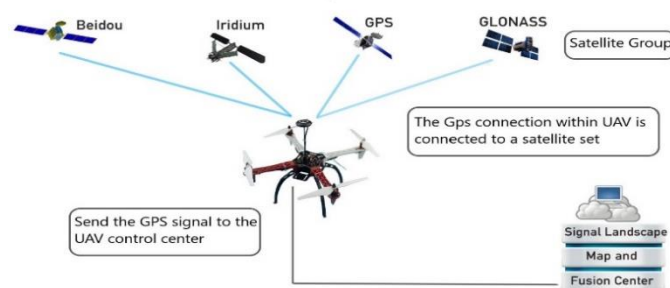 Beidou
Iridium
GPS
GLONASS
Satellite Group
The Gps connection within UAV is
connected to a satellite set
Send the GPS signal to the
UAV control center
Signal Landscape
Map and
Fusion Center